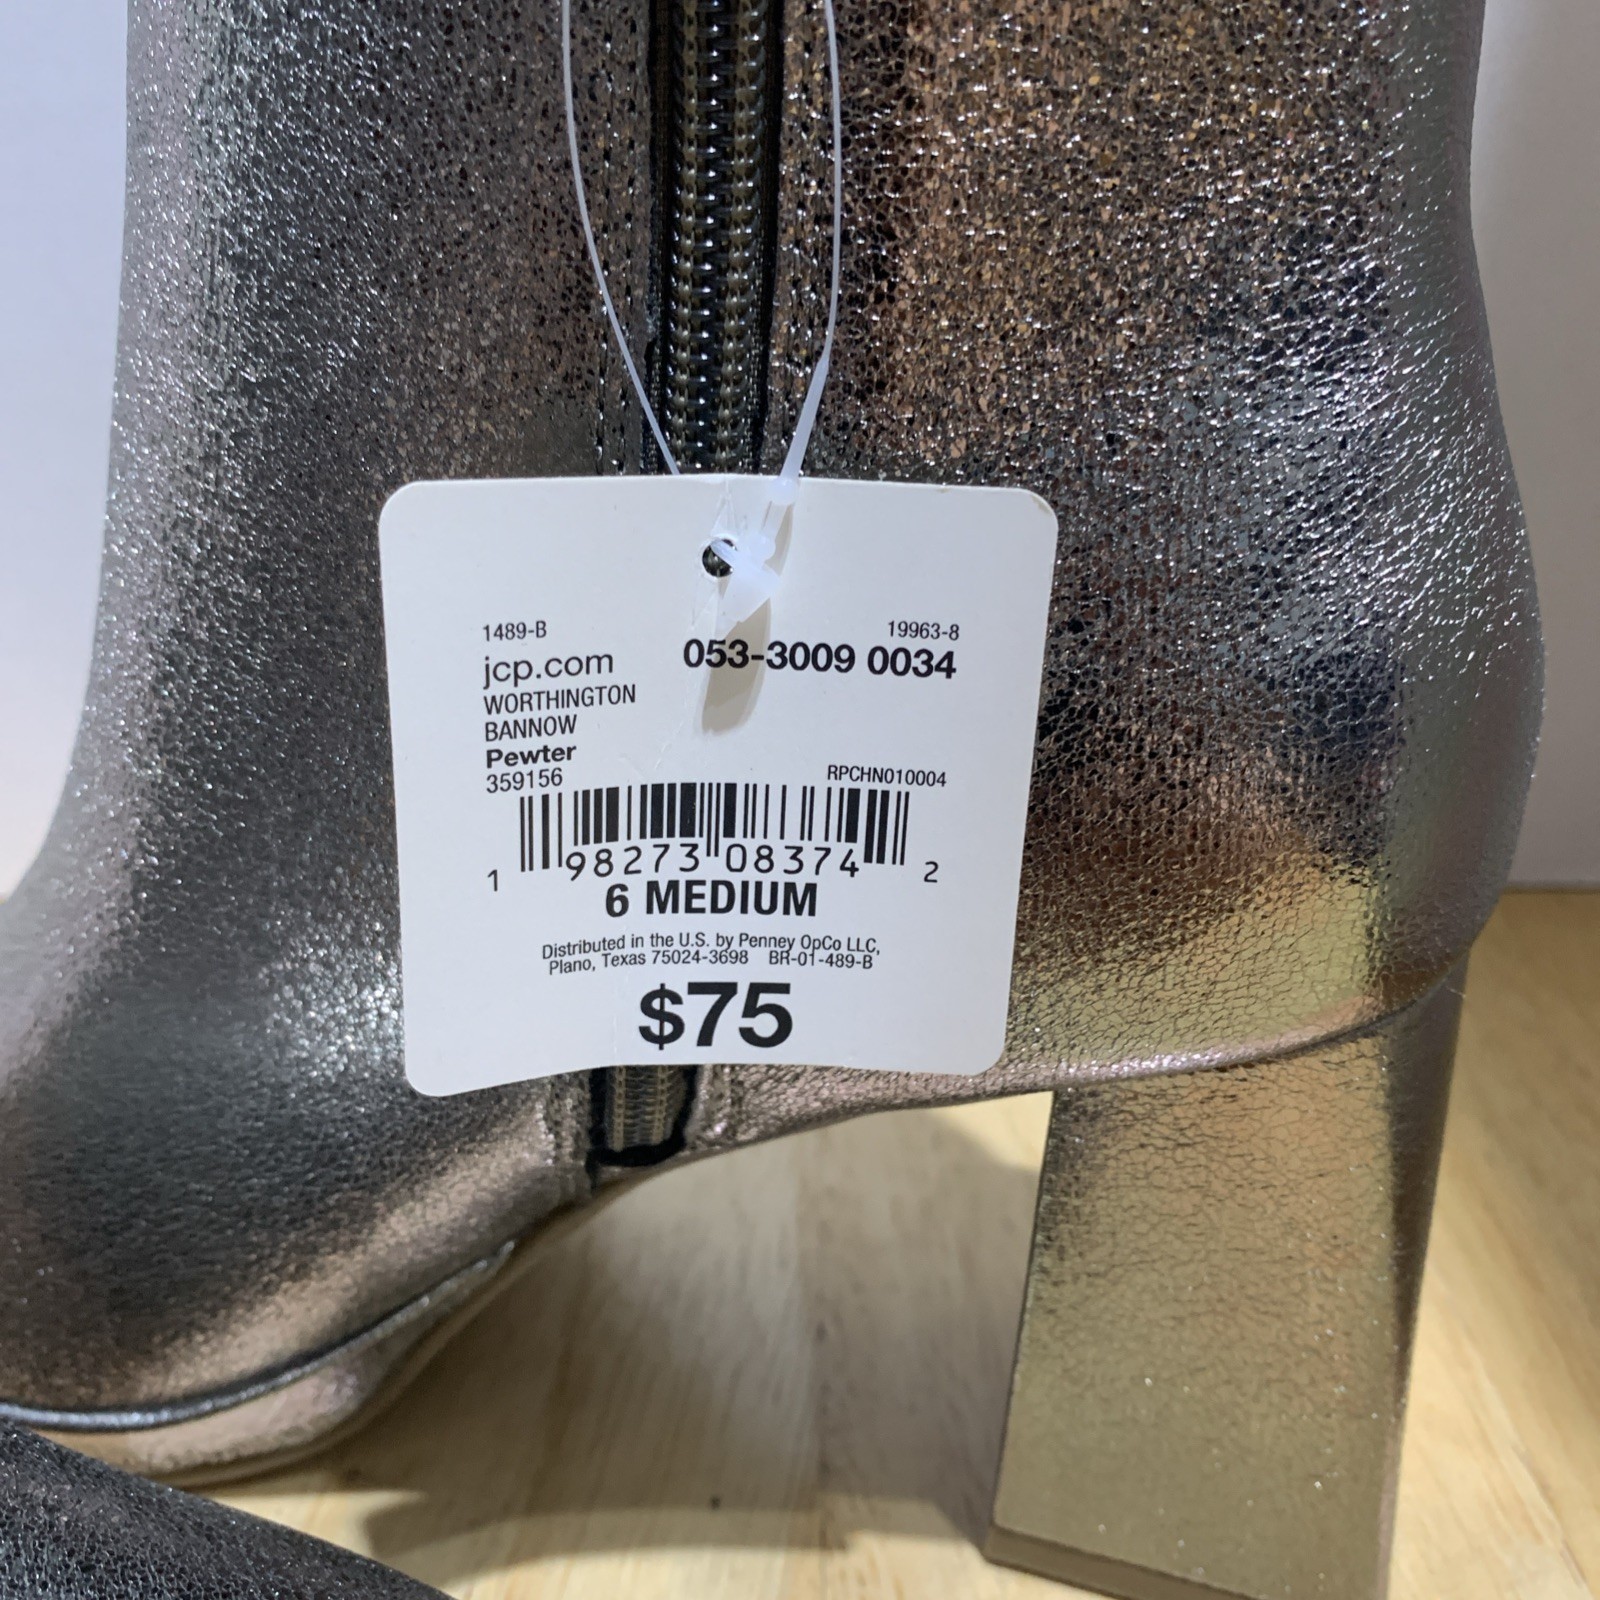 1489-B 19963-8
jcp.com 053-3009 0034
WORTHINGTON
BANNOW
Pewter
359156 RPCHN010004
1 98273 08374 2
6 MEDIUM
Distributed in the U.S. by Penney OpCo LLC,
Plano, Texas 75024-3698 BR-01-489-B
$75